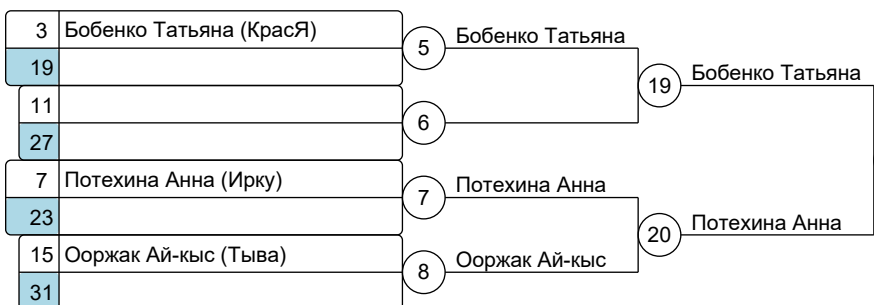 3 Бобенко Татьяна (КрасЯ)
5 Бобенко Татьяна
19
19 Бобенко Татьяна
11
6
27
7 Потехина Анна (Ирку)
7 Потехина Анна
23
20 Потехина Анна
15 Ооржак Ай-кыс (Тыва)
8 Ооржак Ай-кыс
31